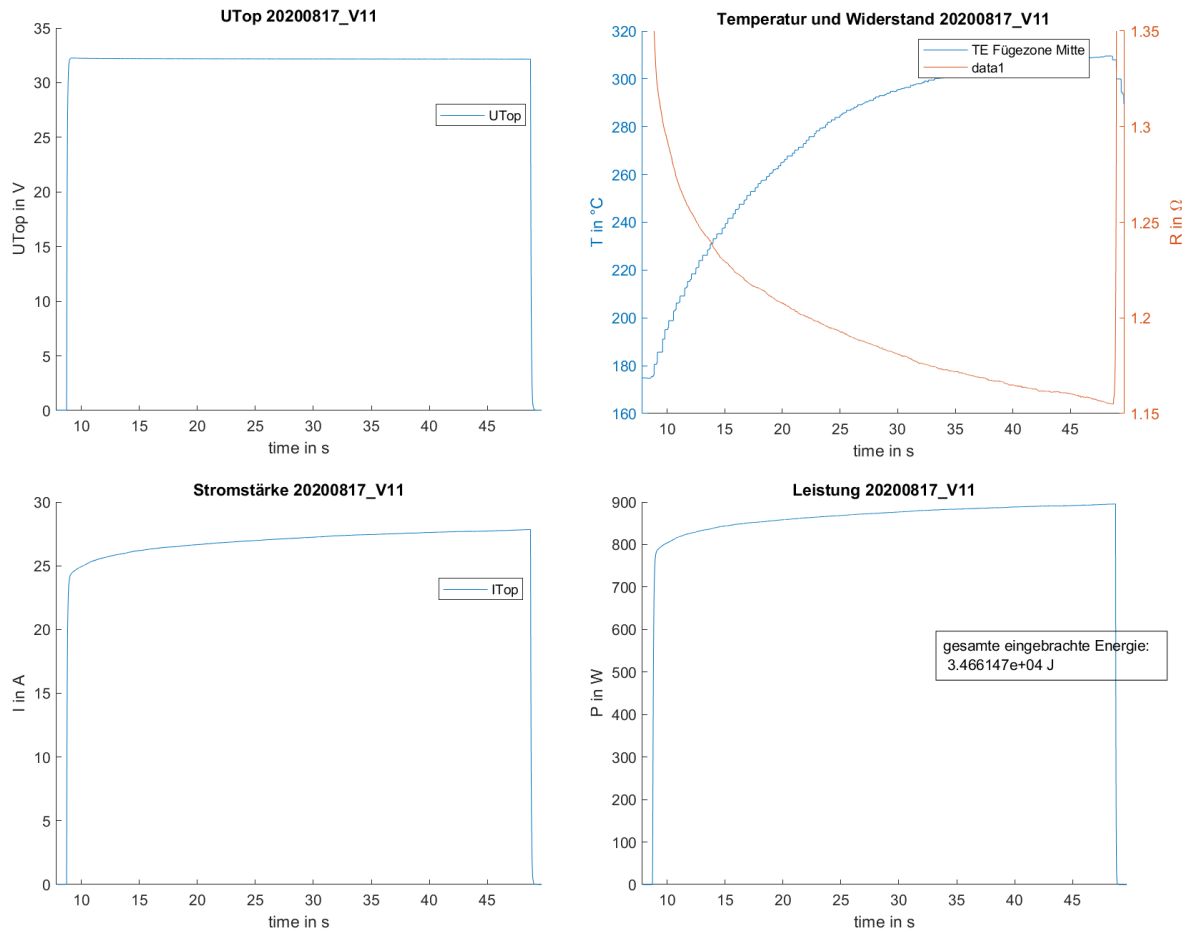 UTop 20200817_V11
35
30
25
20
15
10
5
0
UTop in V
UTop
10 15 20 25 30 35 40 45
time in s
Temperatur und Widerstand 20200817_V11
320
300
280
260
240
220
200
180
160
T in °C
TE Fügezone Mitte
data1
1.35
1.3
1.25
1.2
1.15
R in Ω
10 15 20 25 30 35 40 45
time in s
Stromstärke 20200817_V11
30
25
20
15
10
5
0
I in A
ITop
10 15 20 25 30 35 40 45
time in s
Leistung 20200817_V11
900
800
700
600
500
400
300
200
100
0
P in W
gesamte eingebrachte Energie:
3.466147e+04 J
10 15 20 25 30 35 40 45
time in s